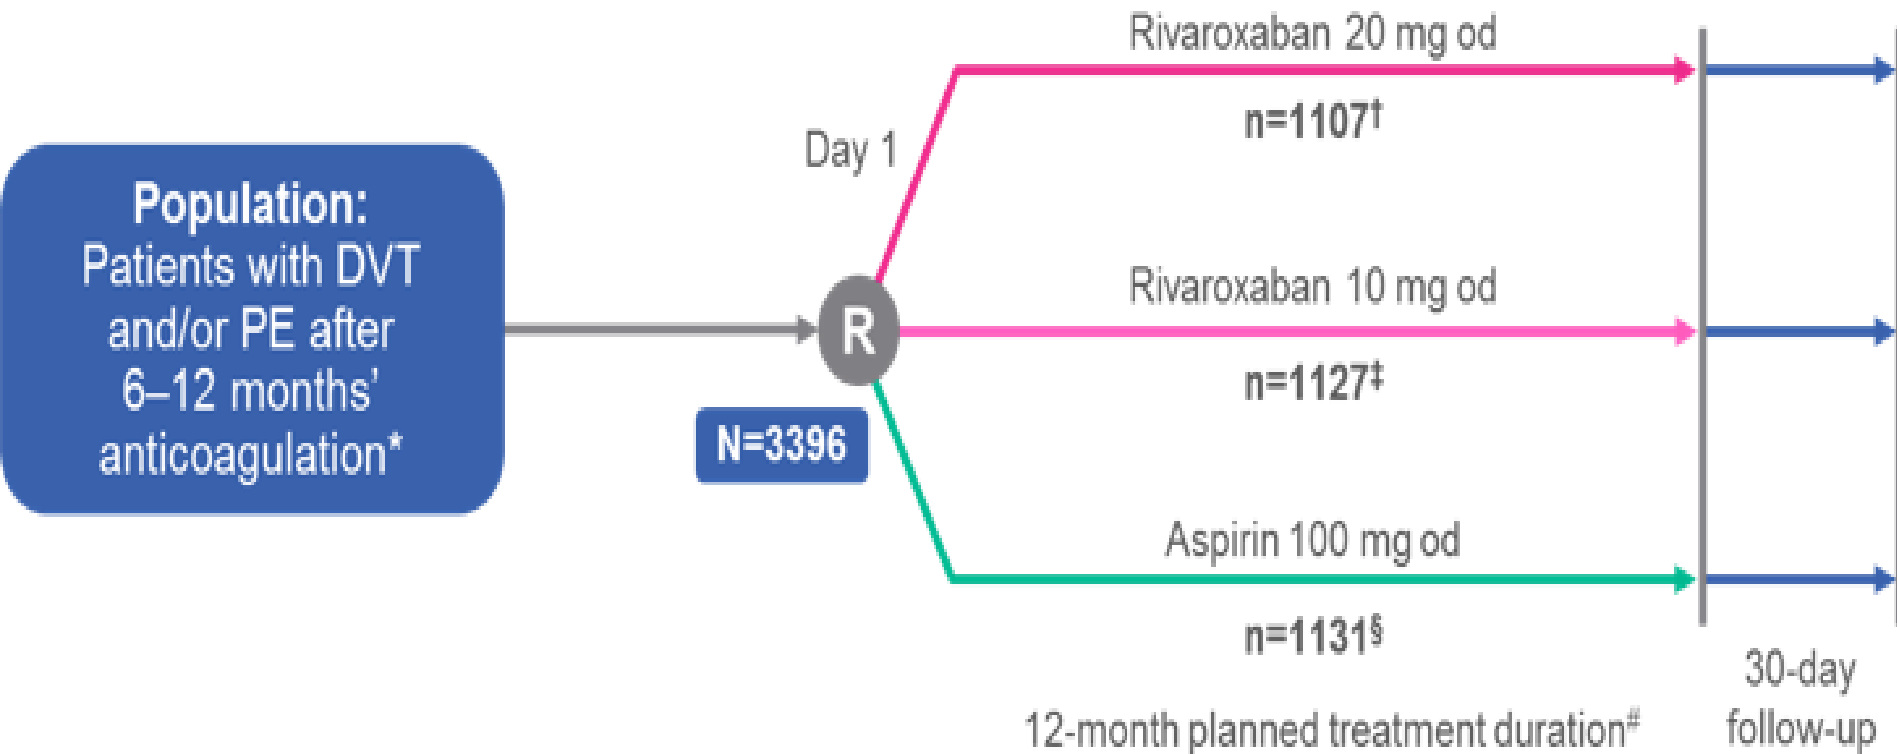 Population:
Patients with DVT
and/or PE after
6–12 months’
anticoagulation*
Day 1
R
N=3396
Rivaroxaban 20 mg od
n=1107†
Rivaroxaban 10 mg od
n=1127‡
Aspirin 100 mg od
n=1131§
12-month planned treatment duration#
30-day
follow-up